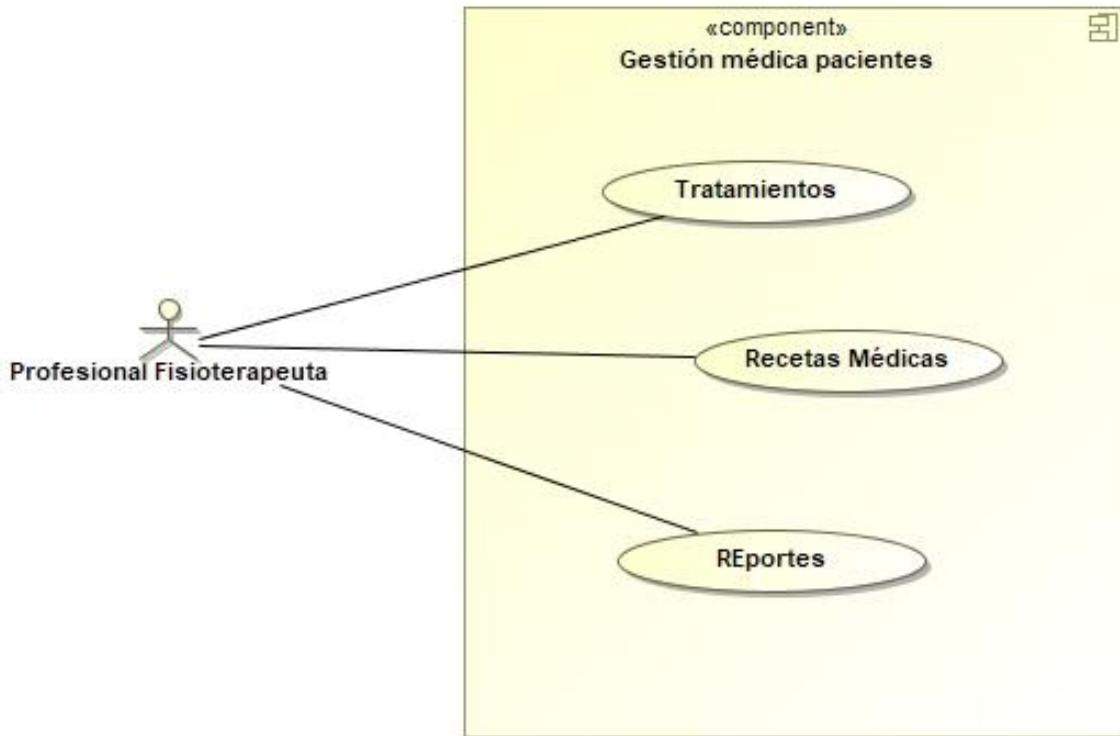 «component»
Gestión médica pacientes
Tratamientos
Profesional Fisioterapeuta
Recetas Médicas
REportes